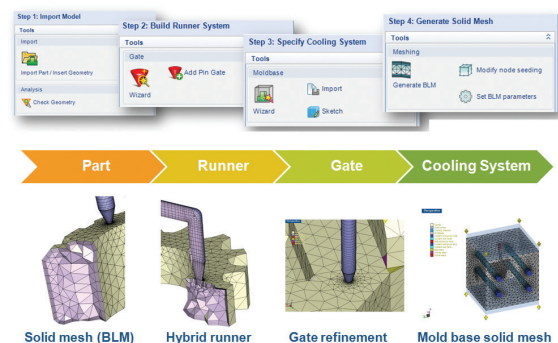 Step 1: Import Model
Tools
Import
Import Part / Insert Geometry
Analysis
Check Geometry
Step 2: Build Runner System
Tools
Gate
Wizard
Add Pin Gate
Step 3: Specify Cooling System
Tools
Moldbase
Wizard
Import
Sketch
Step 4: Generate Solid Mesh
Tools
Meshing
Generate BLM
Modify node seeding
Set BLM parameters
Part
Runner
Gate
Cooling System
Solid mesh (BLM)
Hybrid runner
Gate refinement
Mold base solid mesh